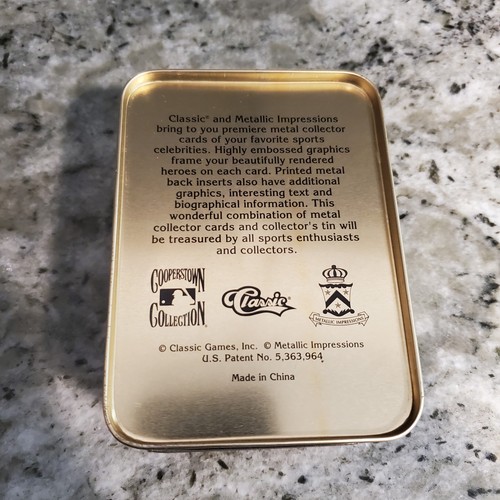 Classic® and Metallic Impressions
bring to you premiere metal collector
cards of your favorite sports
celebrities. Highly embossed graphics
frame your beautifully rendered
heroes on each card. Printed metal
back inserts also have additional
graphics, interesting text and
biographical information. This
wonderful combination of metal
collector cards and collector's tin will
be treasured by all sports enthusiasts
and collectors.
COOPERSTOWN
COLLECTION
Classic
METALLIC IMPRESSIONS
© Classic Games, Inc. © Metallic Impressions
U.S. Patent No. 5,363,964
Made in China